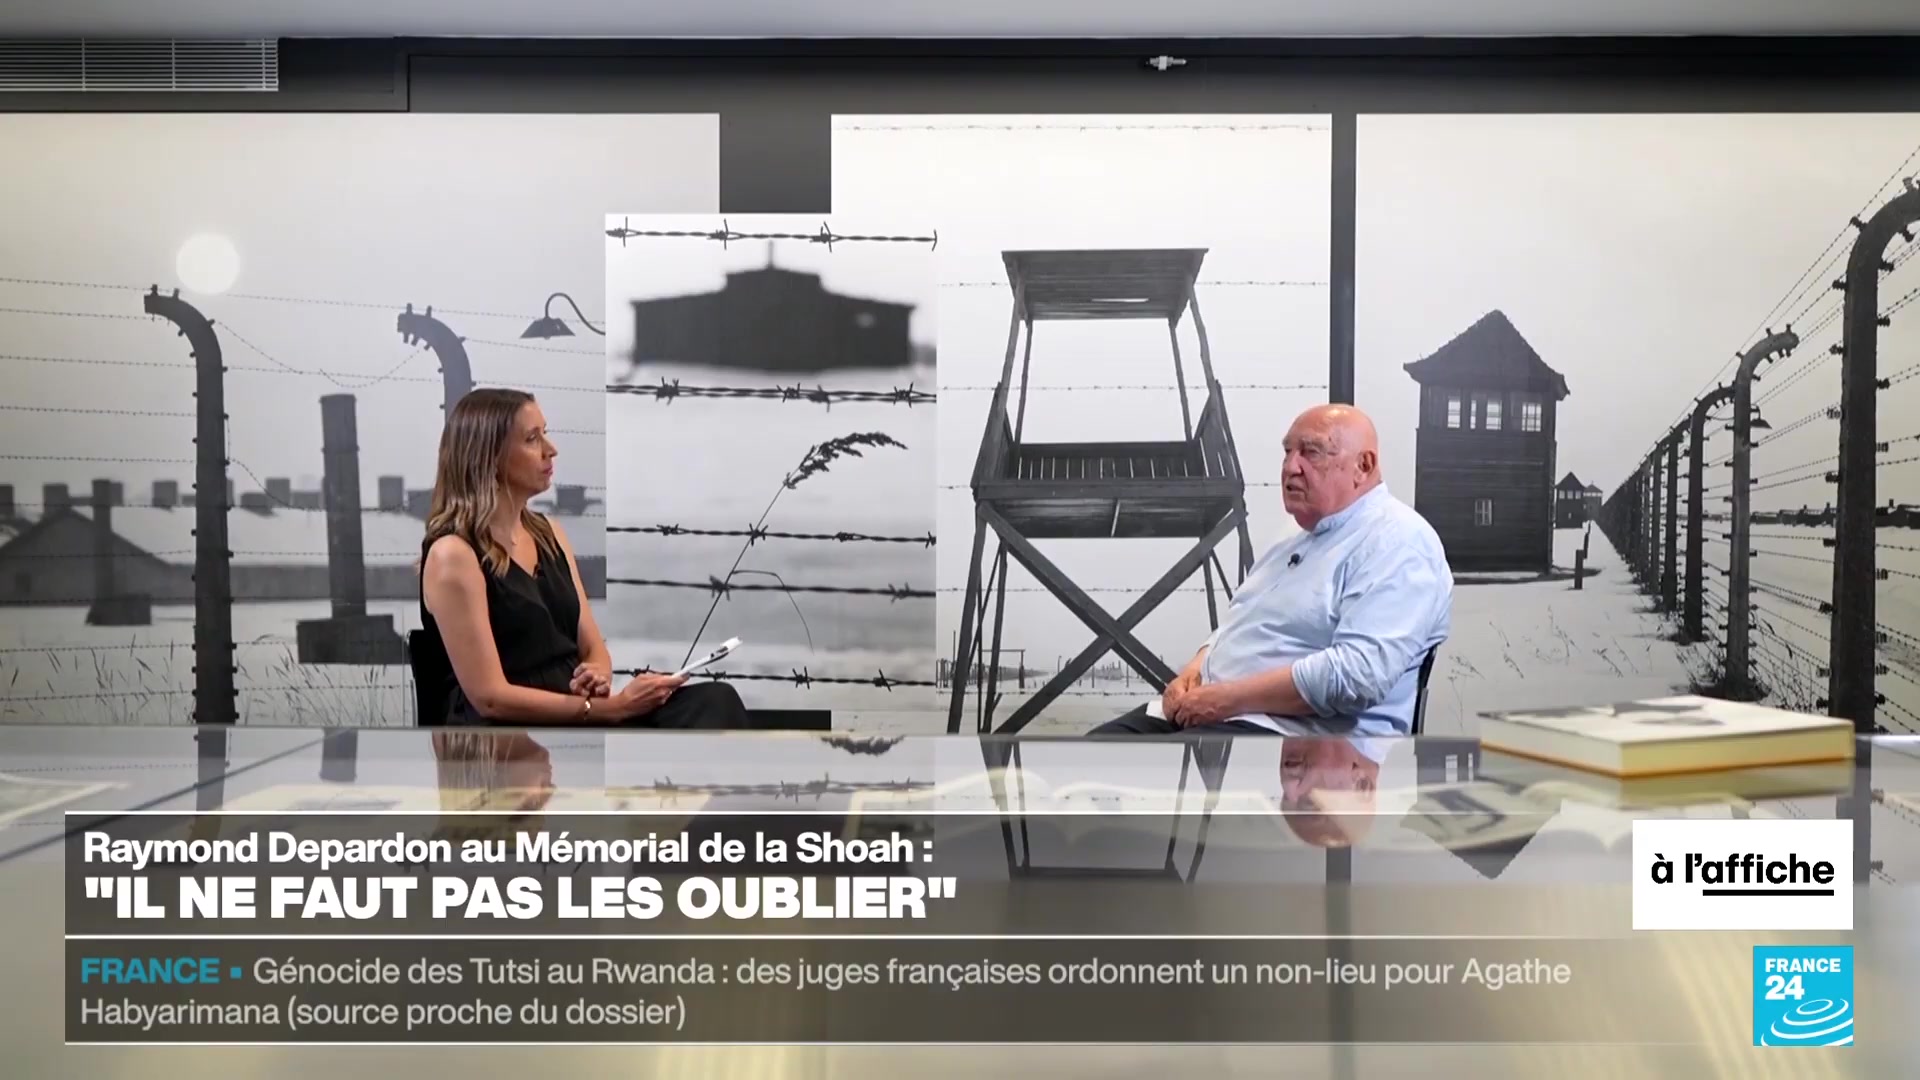 Raymond Depardon au Mémorial de la Shoah :
"IL NE FAUT PAS LES OUBLIER"
à l'affiche
FRANCE ▪ Génocide des Tutsi au Rwanda : des juges françaises ordonnent un non-lieu pour Agathe
Habyarimana (source proche du dossier)
FRANCE
24